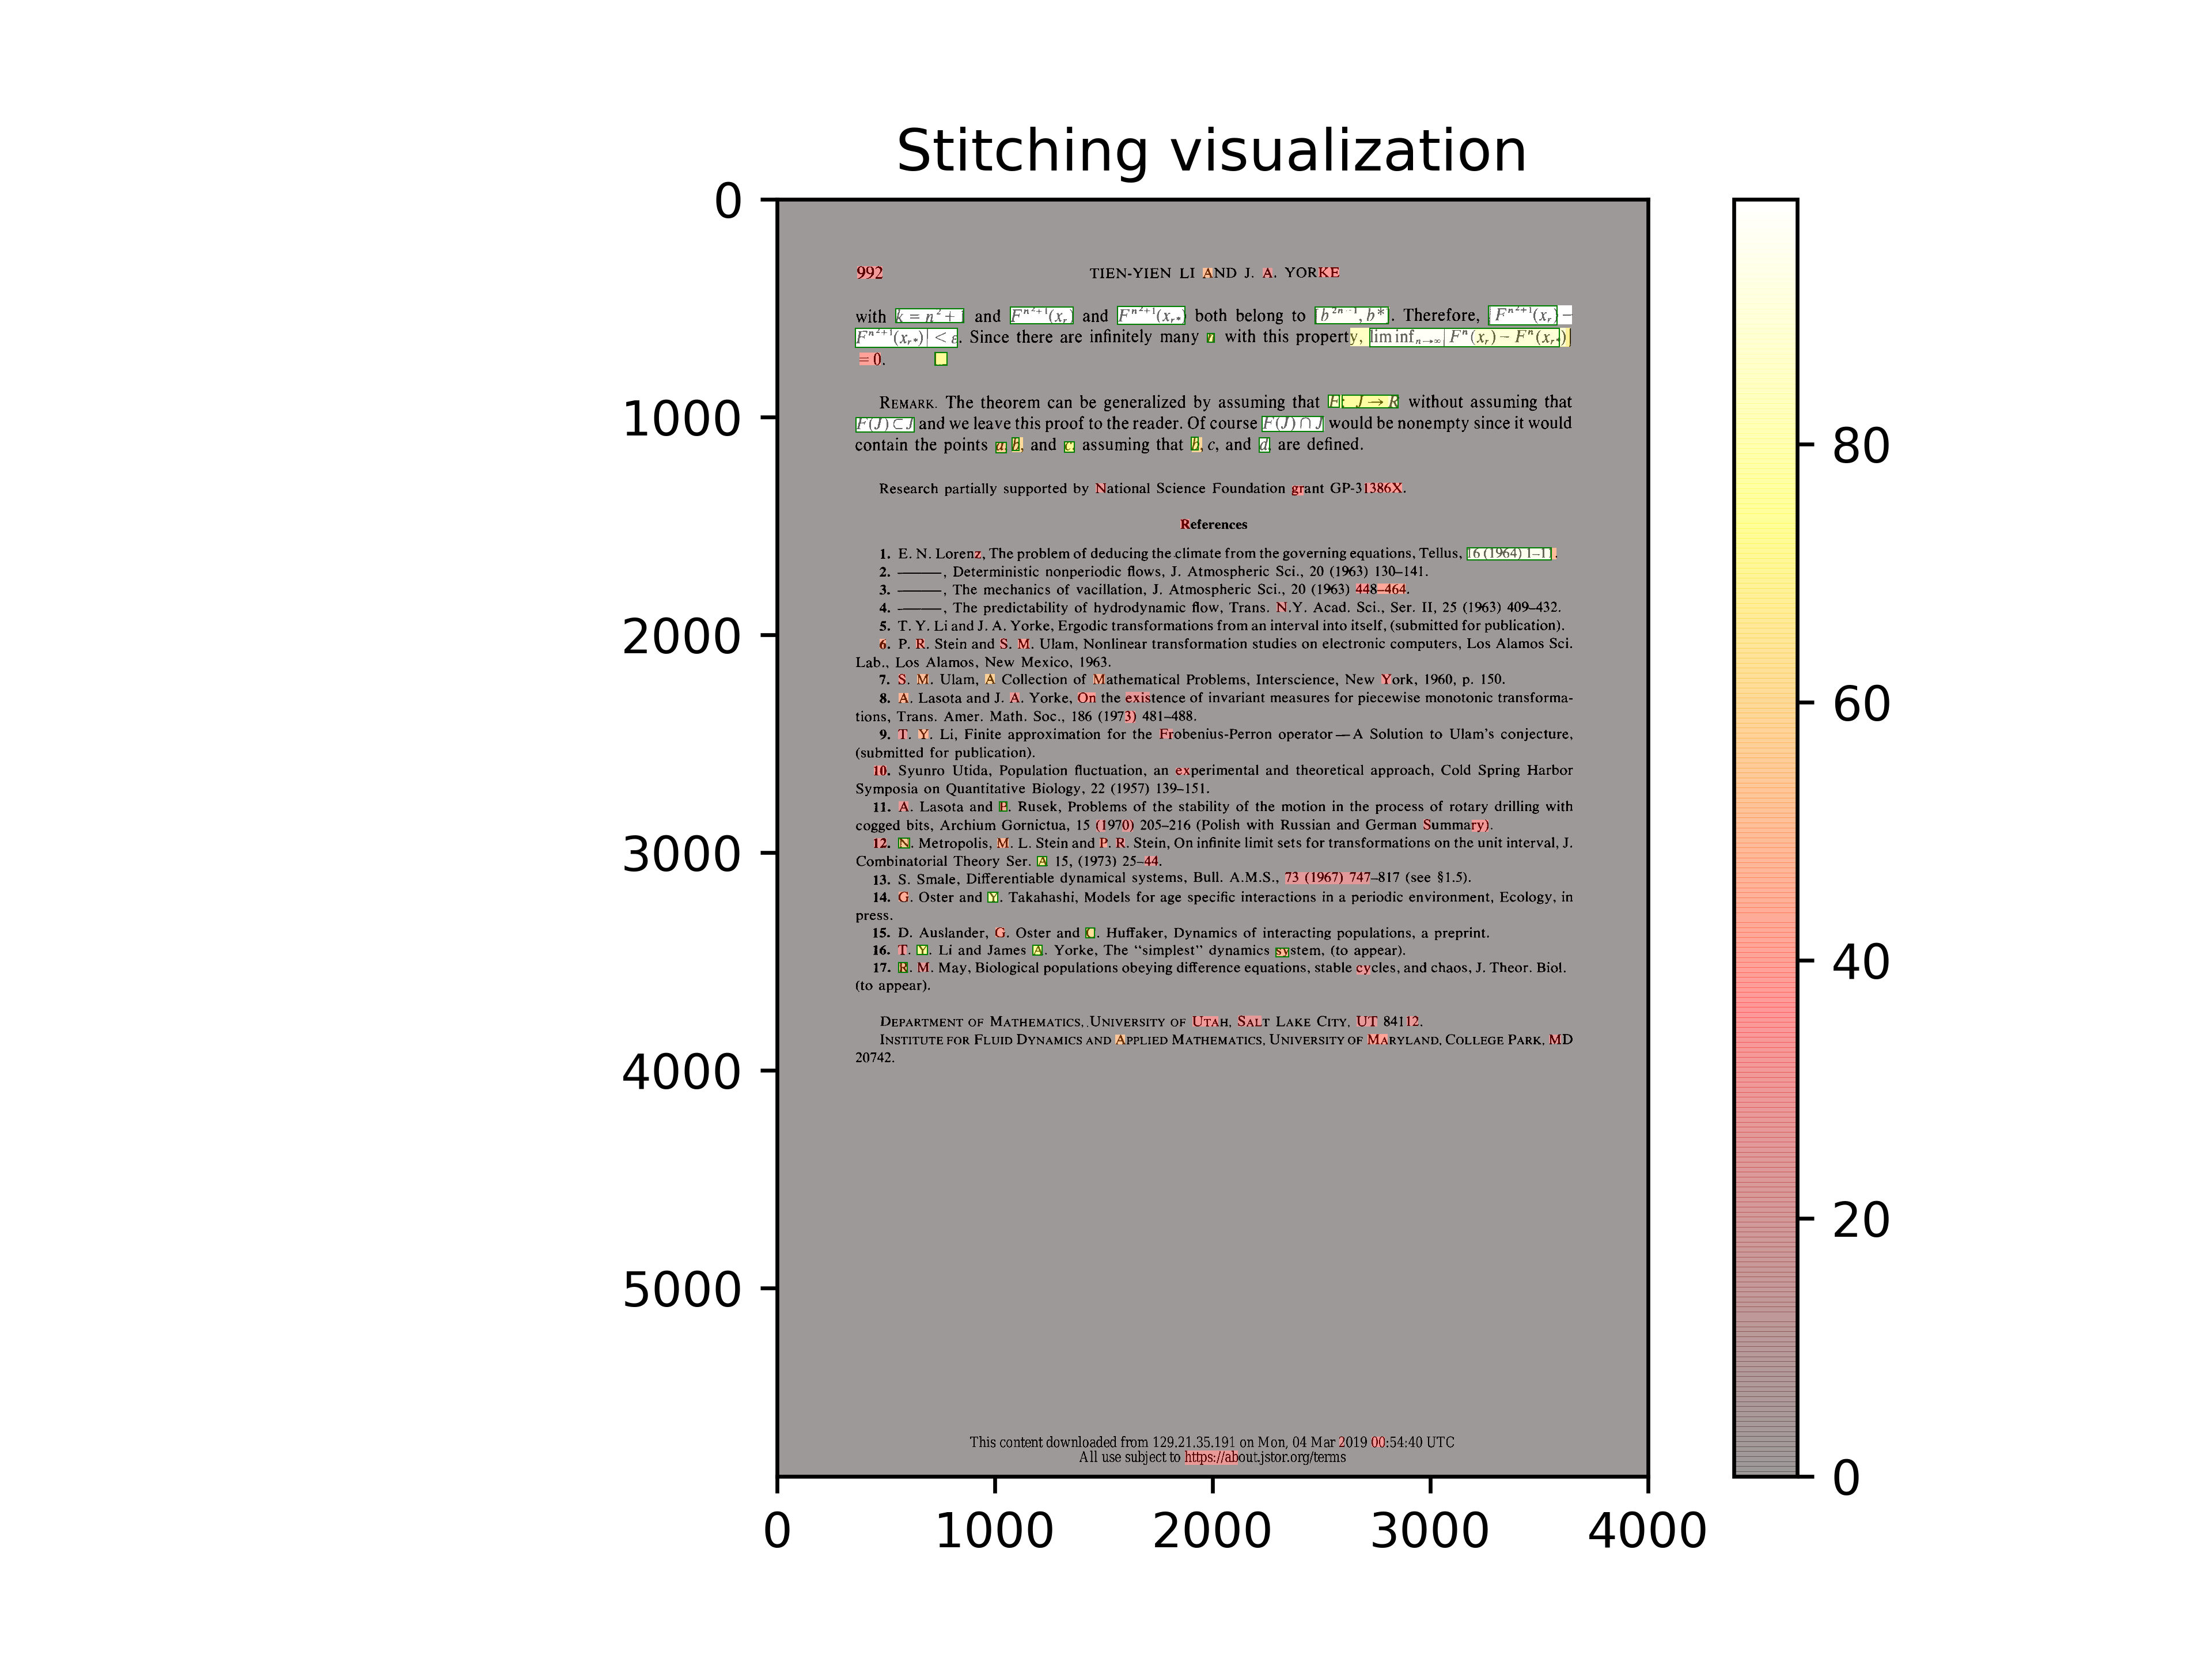 Stitching visualization
992 TIEN-YIEN LI AND J. A. YORKE
with k = n² + 1 and F^{n²+1}(x_r) and F^{n²+1}(x_{r*}) both belong to [b^{2n-1}, b*]. Therefore, |F^{n²+1}(x_r) −
F^{n²+1}(x_{r*})| < ε. Since there are infinitely many n with this property, lim inf_{n→∞} |F^n(x_r) − F^n(x_{r*})|
= 0.
REMARK. The theorem can be generalized by assuming that F: J → R without assuming that
F(J) ⊂ J and we leave this proof to the reader. Of course F(J) ∩ J would be nonempty since it would
contain the points a, b, and c assuming that b, c, and d, are defined.
Research partially supported by National Science Foundation grant GP-31386X.
References
1. E. N. Lorenz, The problem of deducing the climate from the governing equations, Tellus, 16 (1964) 1–11.
2. ———, Deterministic nonperiodic flows, J. Atmospheric Sci., 20 (1963) 130–141.
3. ———, The mechanics of vacillation, J. Atmospheric Sci., 20 (1963) 448–464.
4. ———, The predictability of hydrodynamic flow, Trans. N.Y. Acad. Sci., Ser. II, 25 (1963) 409–432.
5. T. Y. Li and J. A. Yorke, Ergodic transformations from an interval into itself, (submitted for publication).
6. P. R. Stein and S. M. Ulam, Nonlinear transformation studies on electronic computers, Los Alamos Sci.
Lab., Los Alamos, New Mexico, 1963.
7. S. M. Ulam, A Collection of Mathematical Problems, Interscience, New York, 1960, p. 150.
8. A. Lasota and J. A. Yorke, On the existence of invariant measures for piecewise monotonic transforma-
tions, Trans. Amer. Math. Soc., 186 (1973) 481–488.
9. T. Y. Li, Finite approximation for the Frobenius-Perron operator—A Solution to Ulam's conjecture,
(submitted for publication).
10. Syunro Utida, Population fluctuation, an experimental and theoretical approach, Cold Spring Harbor
Symposia on Quantitative Biology, 22 (1957) 139–151.
11. A. Lasota and P. Rusek, Problems of the stability of the motion in the process of rotary drilling with
cogged bits, Archium Gornictua, 15 (1970) 205–216 (Polish with Russian and German Summary).
12. N. Metropolis, M. L. Stein and P. R. Stein, On infinite limit sets for transformations on the unit interval, J.
Combinatorial Theory Ser. A 15, (1973) 25–44.
13. S. Smale, Differentiable dynamical systems, Bull. A.M.S., 73 (1967) 747–817 (see §1.5).
14. G. Oster and Y. Takahashi, Models for age specific interactions in a periodic environment, Ecology, in
press.
15. D. Auslander, G. Oster and C. Huffaker, Dynamics of interacting populations, a preprint.
16. T. Y. Li and James A. Yorke, The "simplest" dynamics system, (to appear).
17. R. M. May, Biological populations obeying difference equations, stable cycles, and chaos, J. Theor. Biol.
(to appear).
DEPARTMENT OF MATHEMATICS, UNIVERSITY OF UTAH, SALT LAKE CITY, UT 84112.
INSTITUTE FOR FLUID DYNAMICS AND APPLIED MATHEMATICS, UNIVERSITY OF MARYLAND, COLLEGE PARK, MD
20742.
This content downloaded from 129.21.35.191 on Mon, 04 Mar 2019 00:54:40 UTC
All use subject to https://about.jstor.org/terms
0
1000
2000
3000
4000
5000
0 1000 2000 3000 4000
80
60
40
20
0